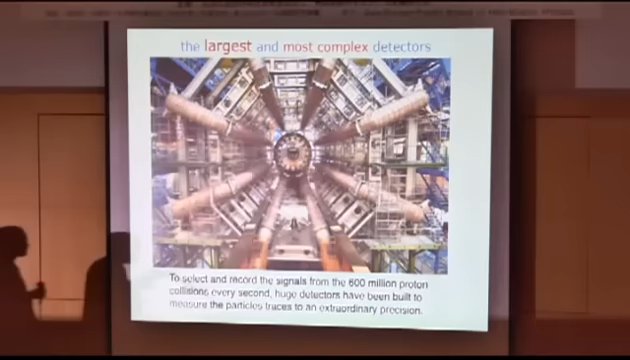 the largest and most complex detectors
To select and record the signals from the 600 million proton
collisions every second, huge detectors have been built to
measure the particles traces to an extraordinary precision.